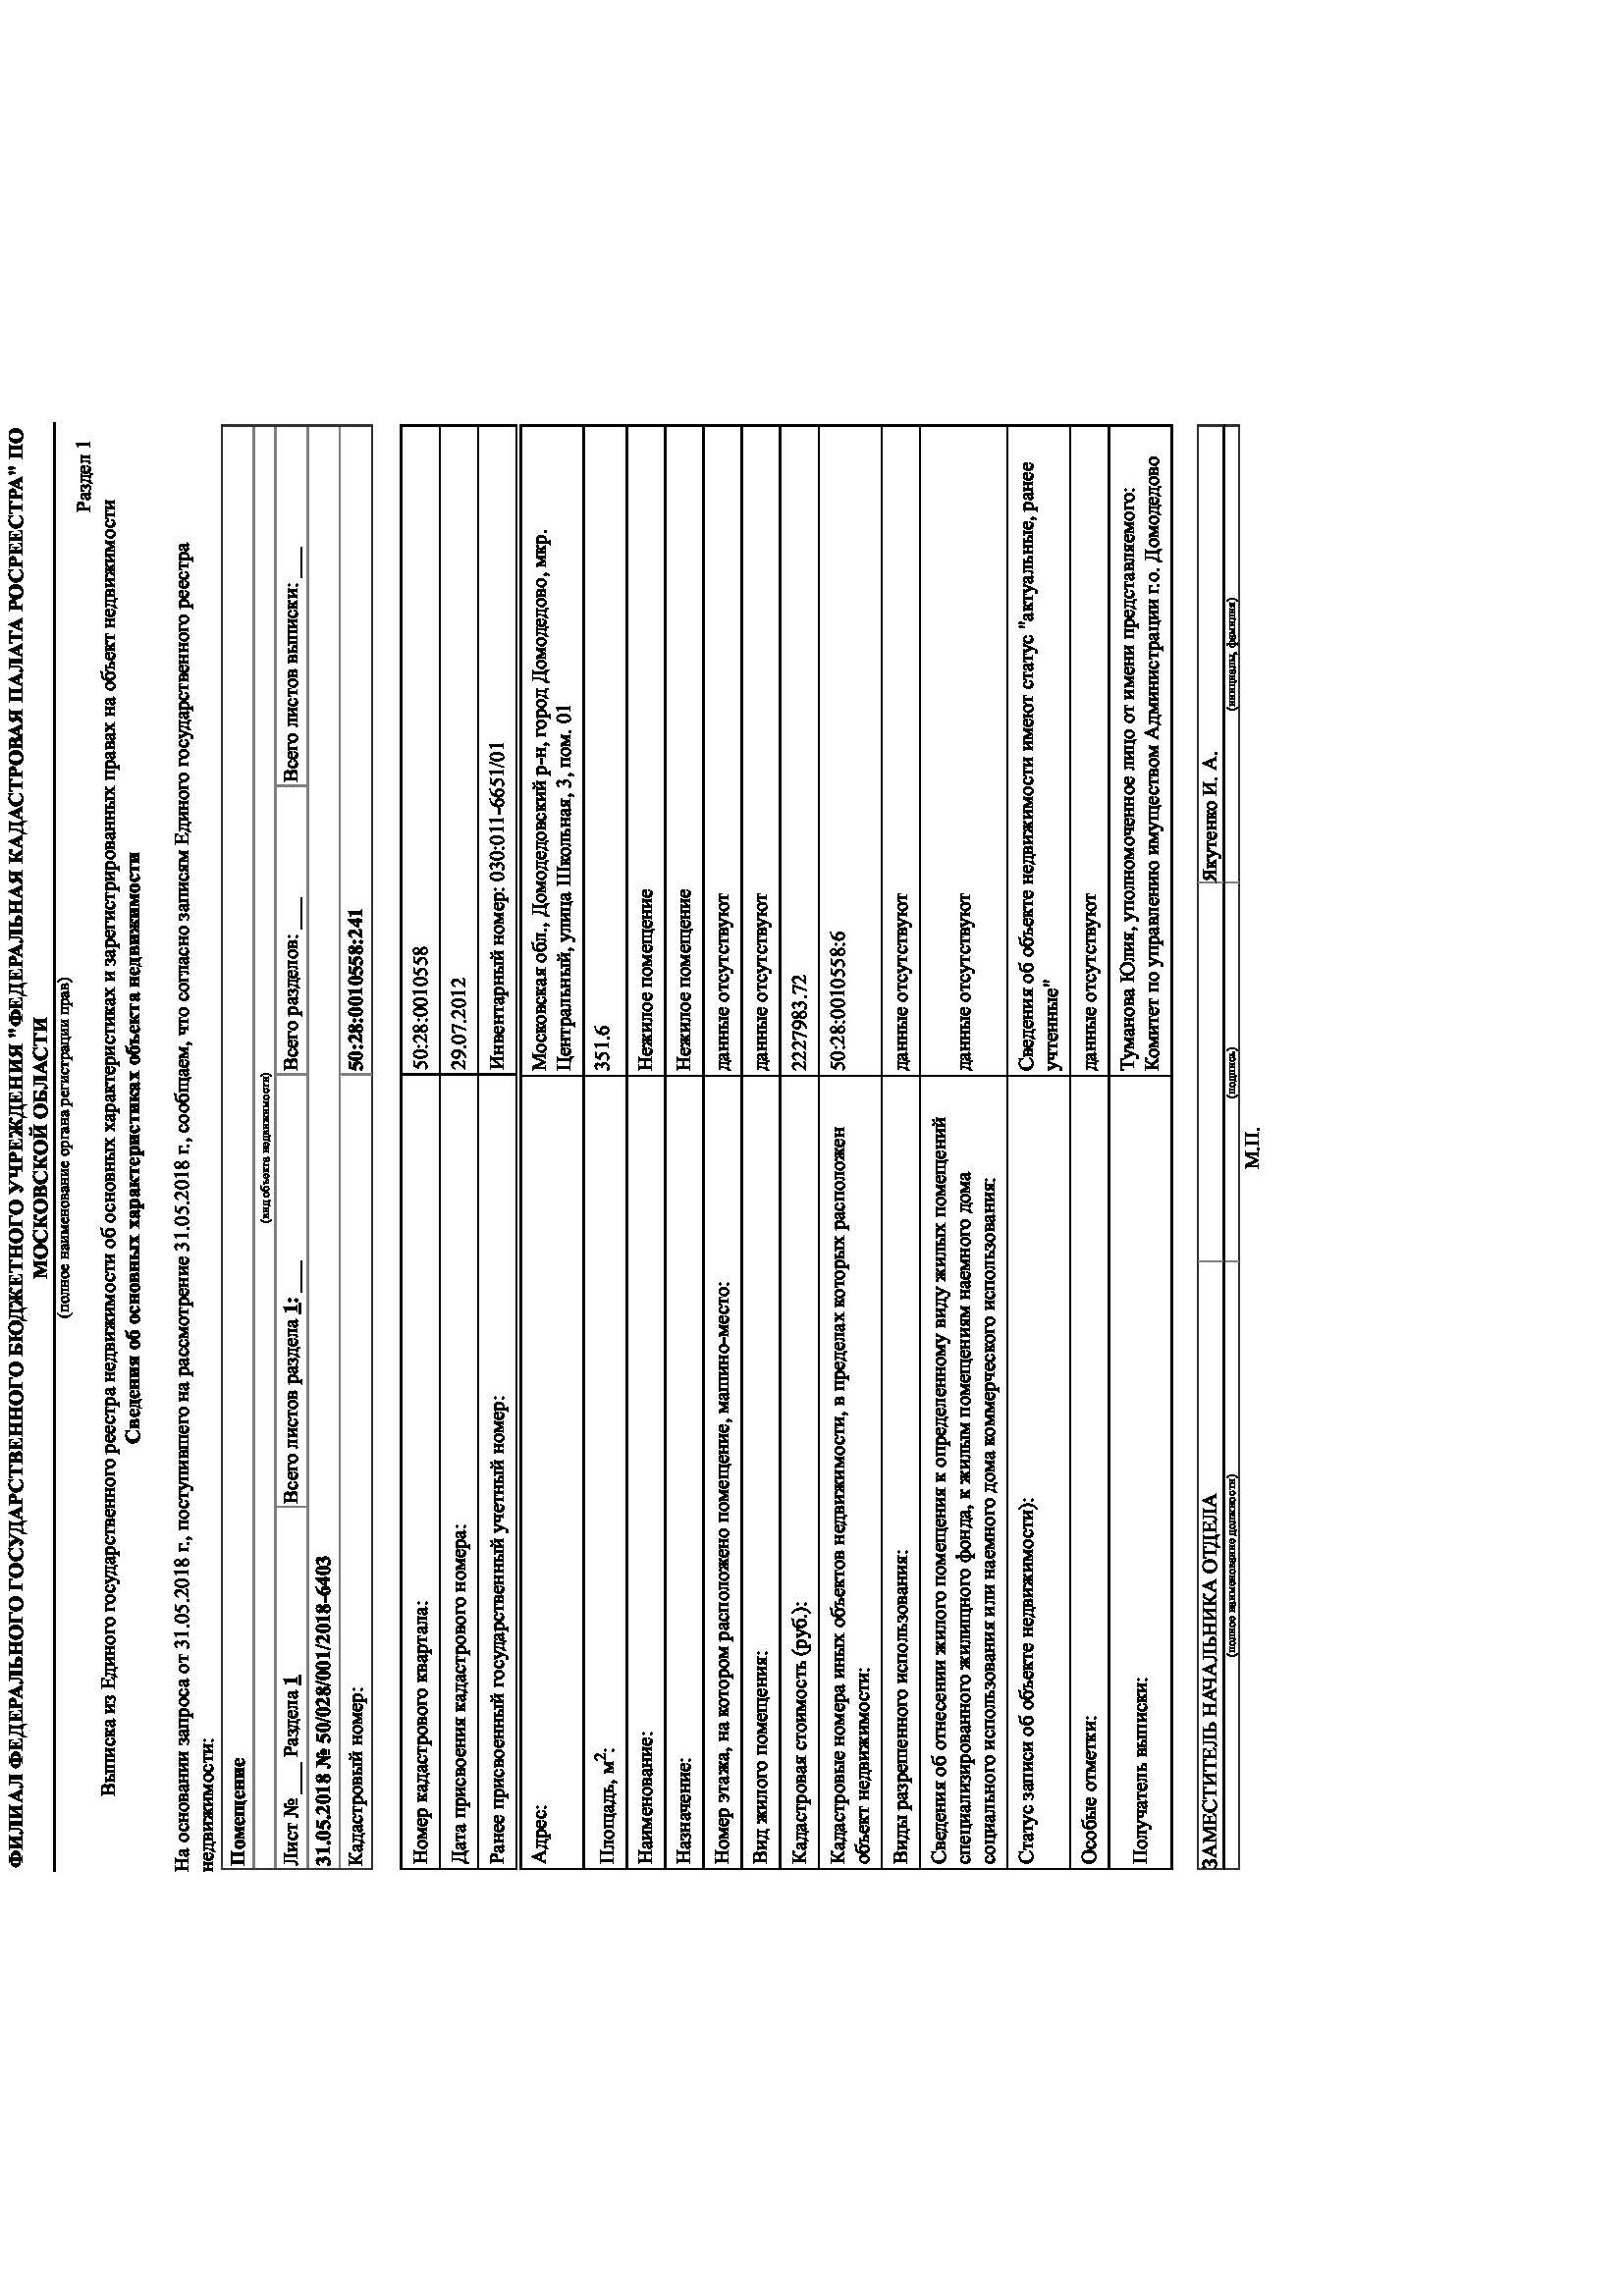 ФИЛИАЛ ФЕДЕРАЛЬНОГО ГОСУДАРСТВЕННОГО БЮДЖЕТНОГО УЧРЕЖДЕНИЯ "ФЕДЕРАЛЬНАЯ КАДАСТРОВАЯ ПАЛАТА РОСРЕЕСТРА" ПО
МОСКОВСКОЙ ОБЛАСТИ
(полное наименование органа регистрации прав)
Раздел 1
Выписка из Единого государственного реестра недвижимости об основных характеристиках и зарегистрированных правах на объект недвижимости
Сведения об основных характеристиках объекта недвижимости
На основании запроса от 31.05.2018 г., поступившего на рассмотрение 31.05.2018 г., сообщаем, что согласно записям Единого государственного реестра
недвижимости:
Помещение
(вид объекта недвижимости)
Лист № ___ Раздела 1 Всего листов раздела 1: ___ Всего разделов: ___ Всего листов выписки: ___
31.05.2018 № 50/028/001/2018-6403
Кадастровый номер: 50:28:0010558:241
Номер кадастрового квартала: 50:28:0010558
Дата присвоения кадастрового номера: 29.07.2012
Ранее присвоенный государственный учетный номер: Инвентарный номер: 030:011-6651/01
Адрес: Московская обл., Домодедовский р-н, город Домодедово, мкр.
Центральный, улица Школьная, 3, пом. 01
Площадь, м²: 351.6
Наименование: Нежилое помещение
Назначение: Нежилое помещение
Номер этажа, на котором расположено помещение, машино-место: данные отсутствуют
Вид жилого помещения: данные отсутствуют
Кадастровая стоимость (руб.): 2227983.72
Кадастровые номера иных объектов недвижимости, в пределах которых расположен 50:28:0010558:6
объект недвижимости:
Виды разрешенного использования: данные отсутствуют
Сведения об отнесении жилого помещения к определенному виду жилых помещений
специализированного жилищного фонда, к жилым помещениям наемного дома данные отсутствуют
социального использования или наемного дома коммерческого использования:
Статус записи об объекте недвижимости): Сведения об объекте недвижимости имеют статус "актуальные, ранее
учтенные"
Особые отметки: данные отсутствуют
Получатель выписки: Туманова Юлия, уполномоченное лицо от имени представляемого:
Комитет по управлению имуществом Администрации г.о. Домодедово
ЗАМЕСТИТЕЛЬ НАЧАЛЬНИКА ОТДЕЛА Якутенко И. А.
(полное наименование должности) (подпись) (инициалы, фамилия)
М.П.